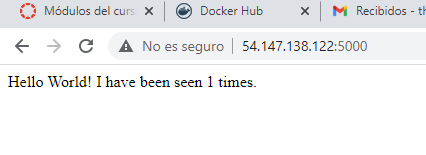 Módulos del curs
Docker Hub
Recibidos - th
No es seguro | 54.147.138.122:5000
Hello World! I have been seen 1 times.